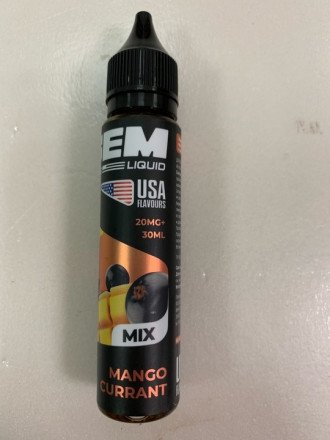 EM
LIQUID
USA
FLAVOURS
20MG+
30ML
MIX
MANGO
CURRANT